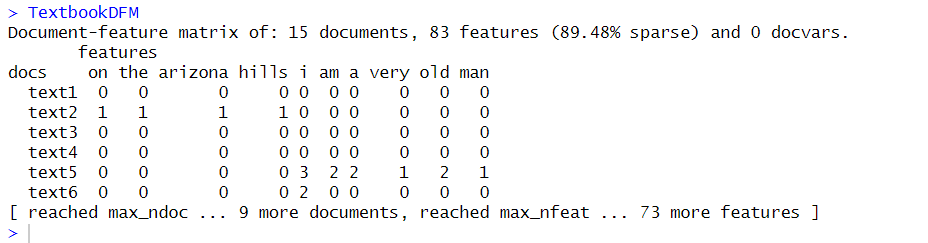 > TextbookDFM
Document-feature matrix of: 15 documents, 83 features (89.48% sparse) and 0 docvars.
       features
docs    on the arizona hills i am a very old man
  text1  0   0       0     0 0  0 0    0   0   0
  text2  1   1       1     1 0  0 0    0   0   0
  text3  0   0       0     0 0  0 0    0   0   0
  text4  0   0       0     0 0  0 0    0   0   0
  text5  0   0       0     0 3  2 2    1   2   1
  text6  0   0       0     0 2  0 0    0   0   0
[ reached max_ndoc ... 9 more documents, reached max_nfeat ... 73 more features ]
>